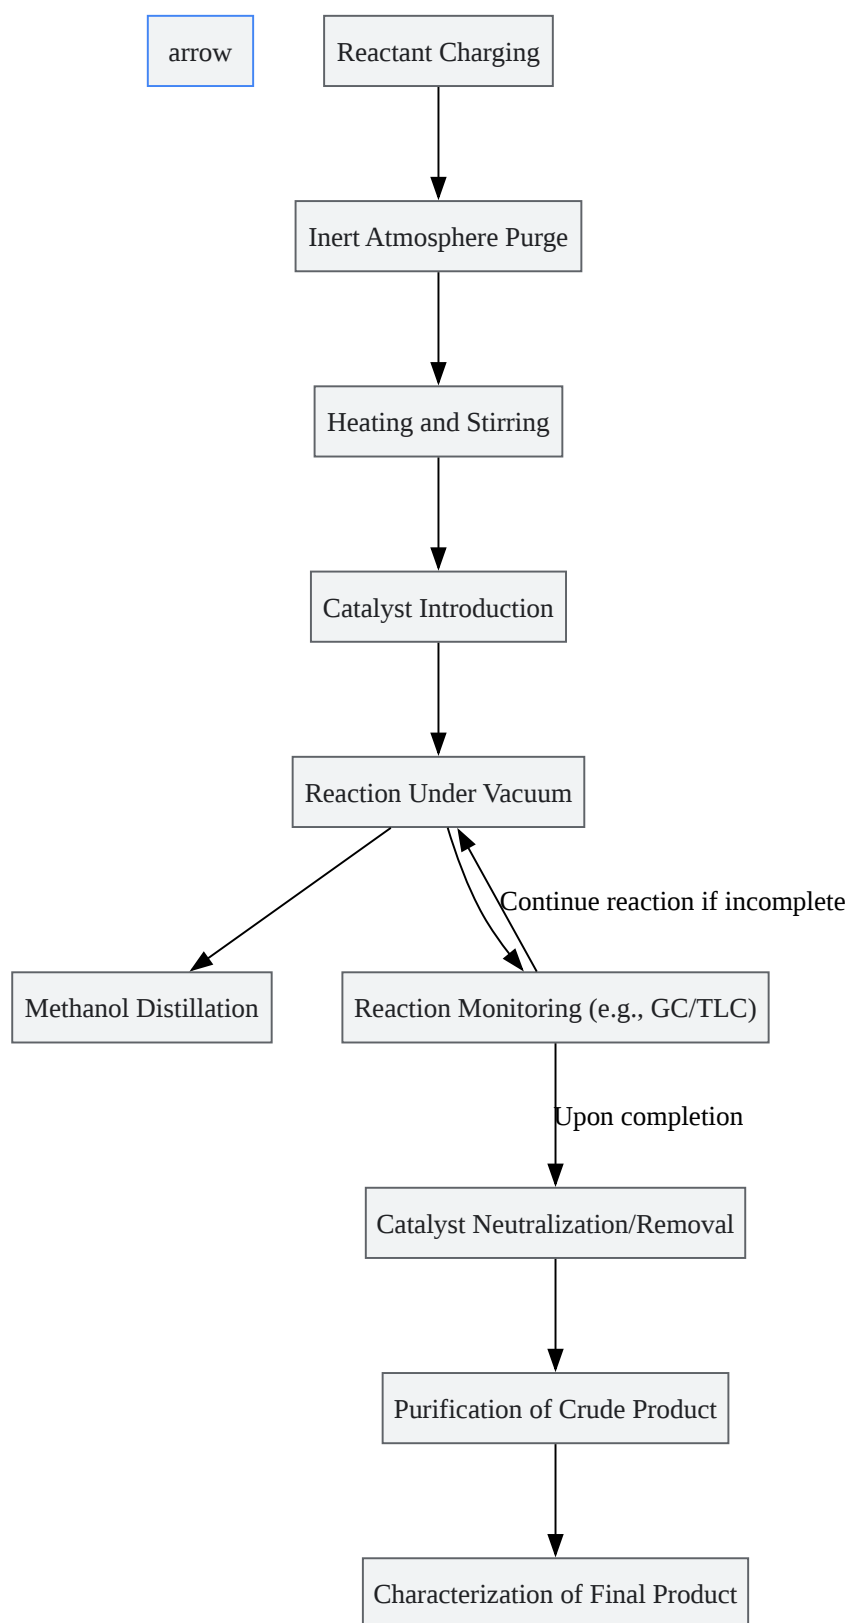 arrow
Reactant Charging
Inert Atmosphere Purge
Heating and Stirring
Catalyst Introduction
Reaction Under Vacuum
Continue reaction if incomplete
Methanol Distillation
Reaction Monitoring (e.g., GC/TLC)
Upon completion
Catalyst Neutralization/Removal
Purification of Crude Product
Characterization of Final Product